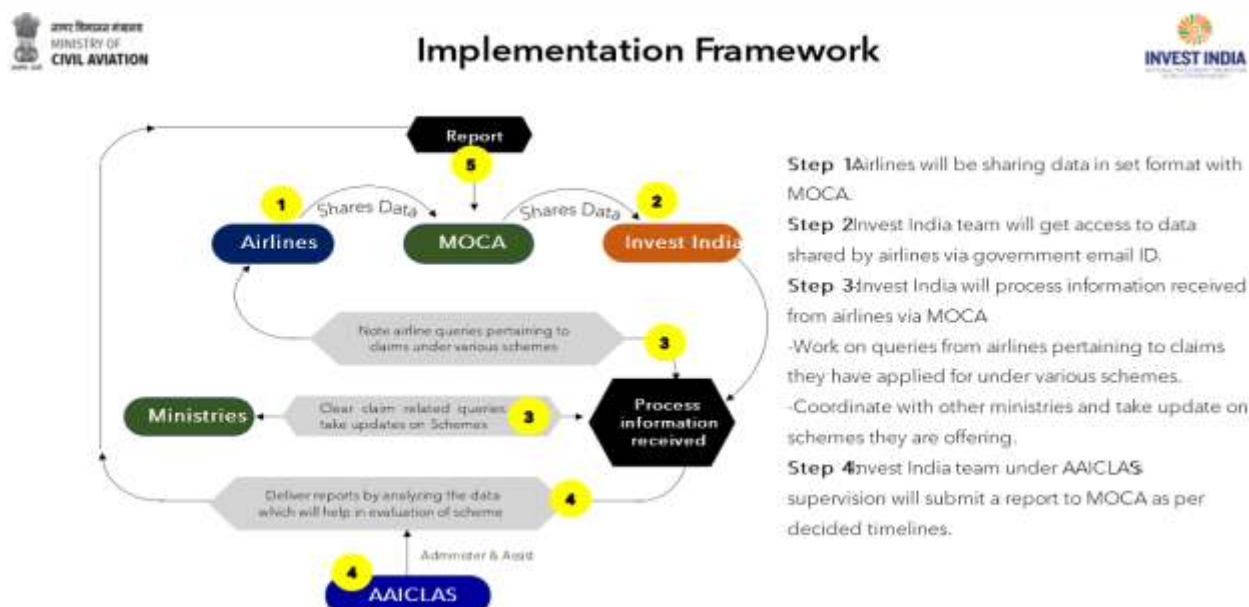 नागर विमानन मंत्रालय
MINISTRY OF
CIVIL AVIATION
Implementation Framework
INVEST INDIA
Report
5
1
Shares Data
Shares Data
2
Airlines
MOCA
Invest India
Note airline queries pertaining to
claims under various schemes
3
Ministries
Clear claim related queries
take updates on Schemes
3
Process
information
received
Deliver reports by analyzing the data
which will help in evaluation of scheme
4
Administer & Assist
4
AAICLAS
Step 1Airlines will be sharing data in set format with
MOCA.
Step 2Invest India team will get access to data
shared by airlines via government email ID.
Step 3:Invest India will process information received
from airlines via MOCA
-Work on queries from airlines pertaining to claims
they have applied for under various schemes.
-Coordinate with other ministries and take update on
schemes they are offering.
Step 4:Invest India team under AAICLAS
supervision will submit a report to MOCA as per
decided timelines.